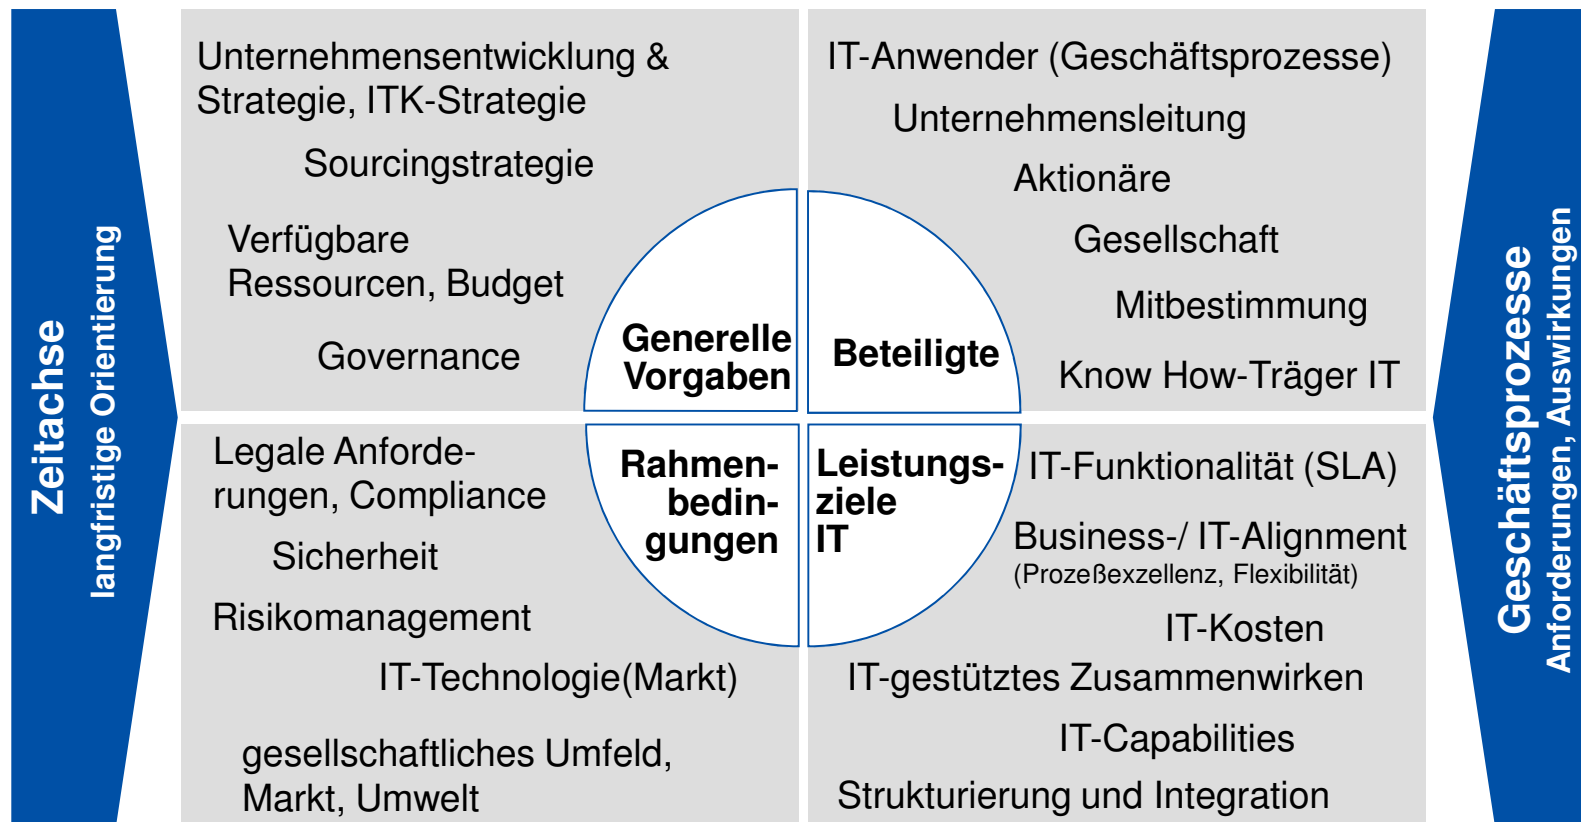 Zeitachse
langfristige Orientierung
Unternehmensentwicklung &
Strategie, ITK-Strategie
Sourcingstrategie
Verfügbare
Ressourcen, Budget
Governance
Generelle
Vorgaben
IT-Anwender (Geschäftsprozesse)
Unternehmensleitung
Aktionäre
Gesellschaft
Mitbestimmung
Know How-Träger IT
Beteiligte
Legale Anforde-
rungen, Compliance
Sicherheit
Risikomanagement
IT-Technologie(Markt)
gesellschaftliches Umfeld,
Markt, Umwelt
Rahmen-
bedin-
gungen
Leistungs-
ziele
IT
IT-Funktionalität (SLA)
Business-/ IT-Alignment
(Prozeßexzellenz, Flexibilität)
IT-Kosten
IT-gestütztes Zusammenwirken
IT-Capabilities
Strukturierung und Integration
Geschäftsprozesse
Anforderungen, Auswirkungen